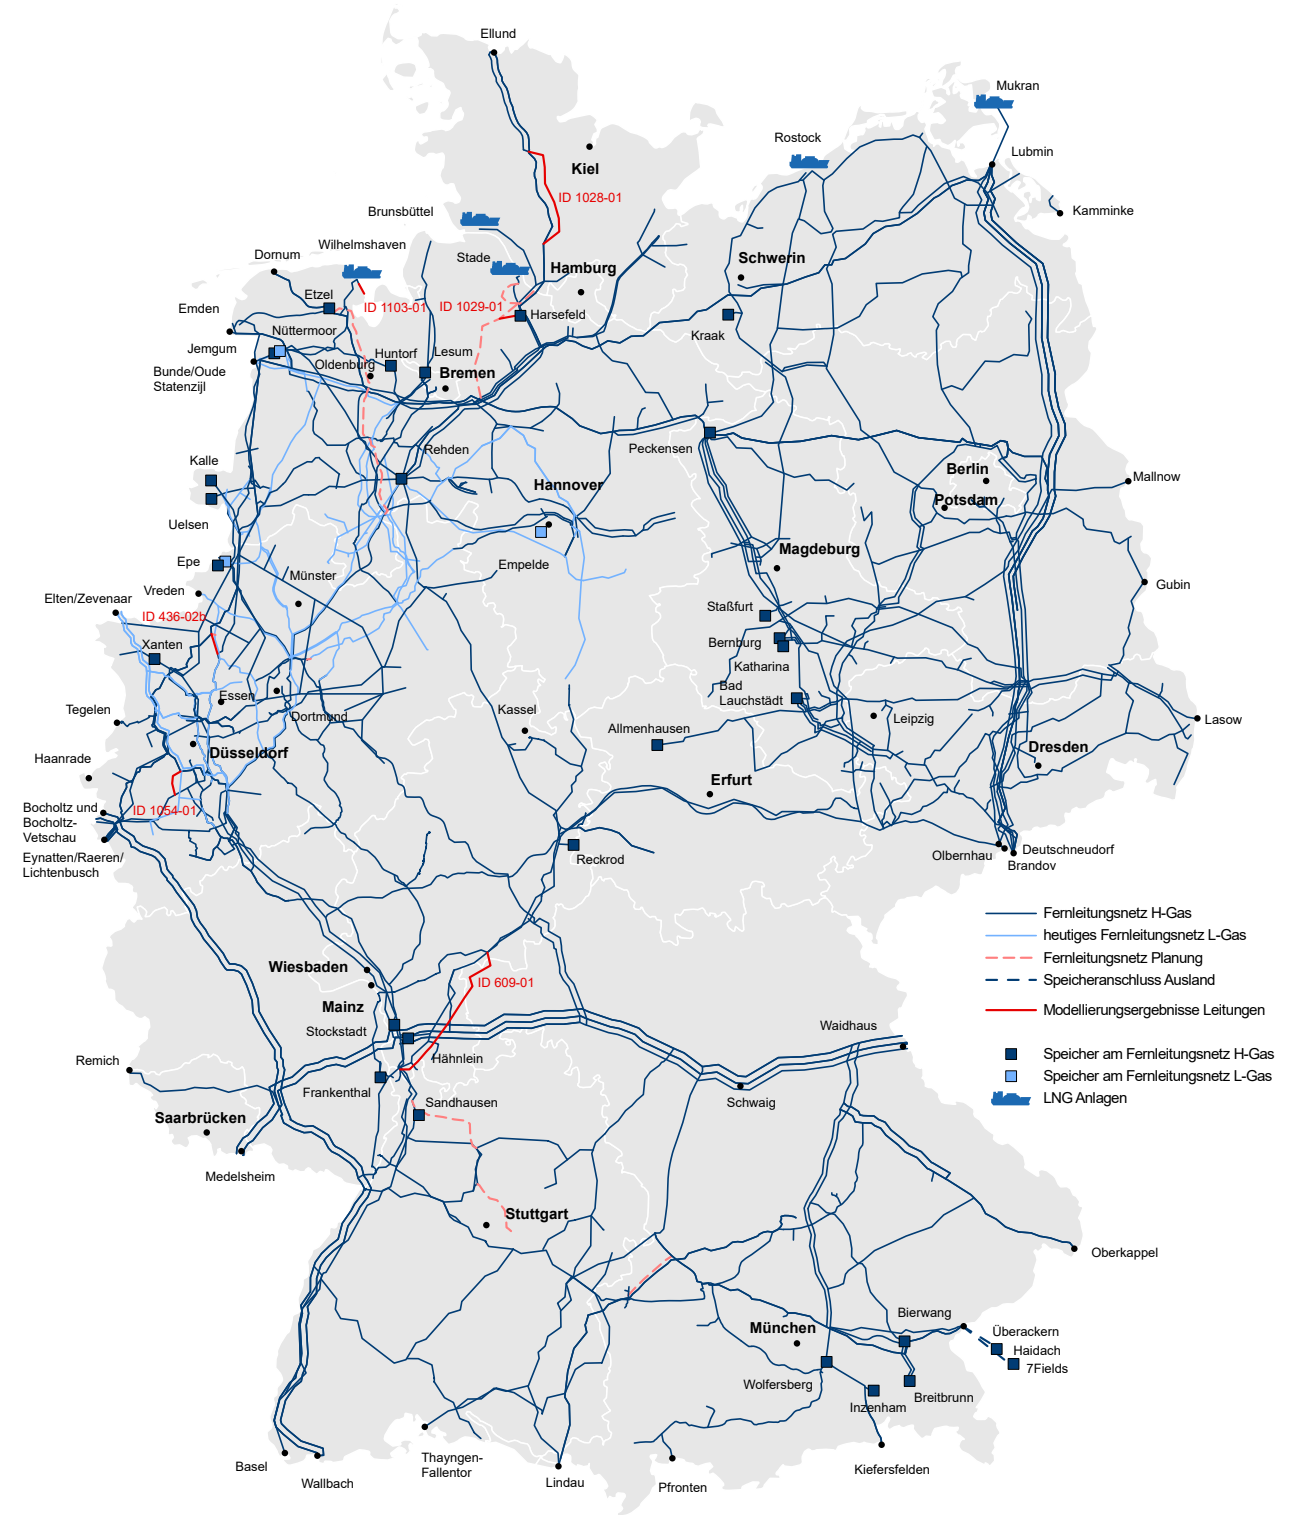 Ellund
Mukran
Rostock
Lubmin
Kiel
ID 1028-01
Kamminke
Brunsbüttel
Wilhelmshaven
Dornum
Stade
Hamburg
Schwerin
Etzel
ID 1103-01
ID 1029-01
Emden
Harsefeld
Nüttermoor
Kraak
Jemgum
Huntorf
Lesum
Oldenburg
Bremen
Bunde/Oude
Statenzijl
Rehden
Peckensen
Kalle
Berlin
Mallnow
Hannover
Potsdam
Uelsen
Epe
Empelde
Magdeburg
Münster
Gubin
Vreden
Elten/Zevenaar
Staßfurt
ID 436-02b
Xanten
Bernburg
Katharina
Essen
Bad
Lauchstädt
Tegelen
Dortmund
Kassel
Leipzig
Lasow
Allmenhausen
Düsseldorf
Dresden
Haanrade
Erfurt
Bocholtz und
Bocholtz-
Vetschau
ID 1054-01
Eynatten/Raeren/
Lichtenbusch
Reckrod
Olbernhau
Deutschneudorf
Brandov
Fernleitungsnetz H-Gas
heutiges Fernleitungsnetz L-Gas
Fernleitungsnetz Planung
Speicheranschluss Ausland
Modellierungsergebnisse Leitungen
Speicher am Fernleitungsnetz H-Gas
Speicher am Fernleitungsnetz L-Gas
LNG Anlagen
Wiesbaden
ID 609-01
Mainz
Stockstadt
Waidhaus
Hähnlein
Remich
Frankenthal
Sandhausen
Schwaig
Saarbrücken
Medelsheim
Stuttgart
Oberkappel
Bierwang
München
Überackern
Haidach
7Fields
Wolfersberg
Breitbrunn
Inzenham
Basel
Wallbach
Thayngen-
Fallentor
Lindau
Pfronten
Kiefersfelden